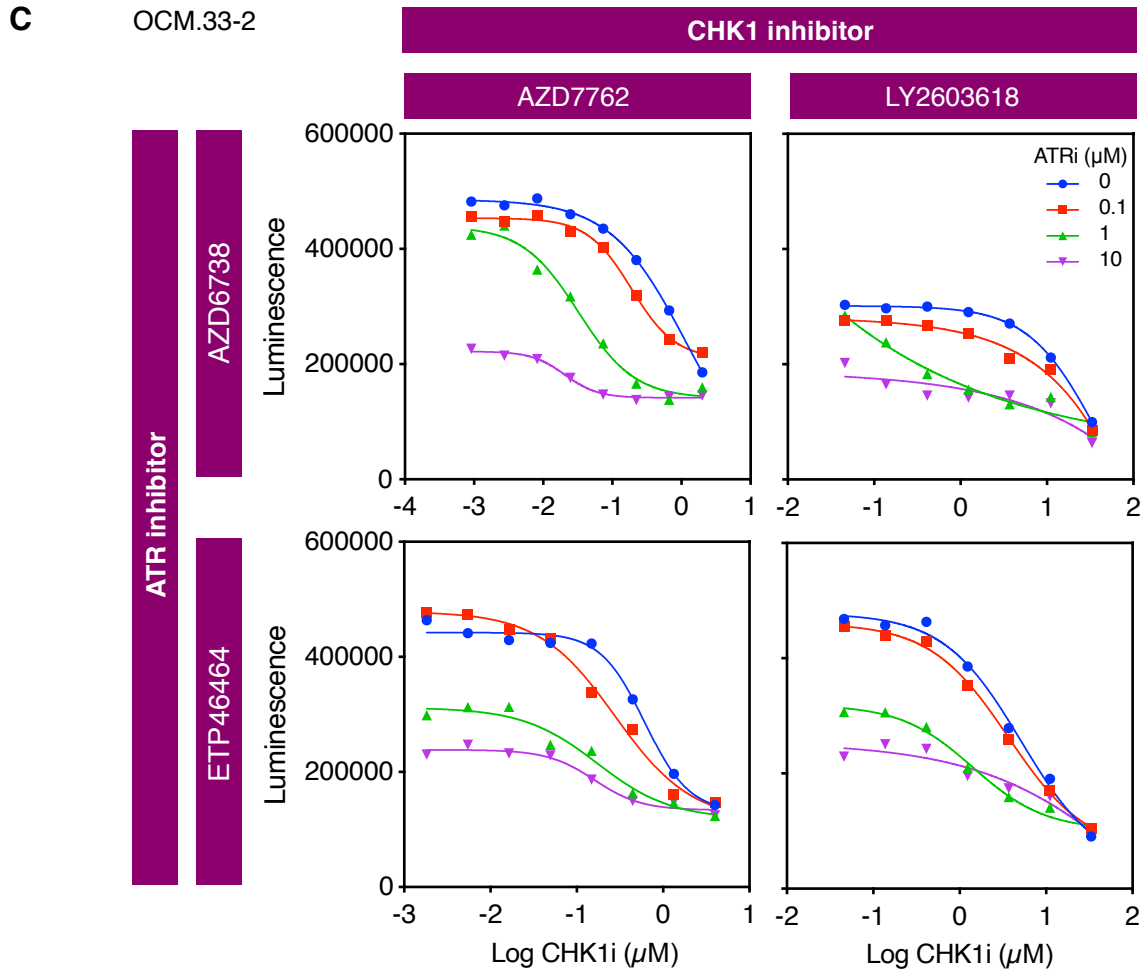 C
OCM.33-2
CHK1 inhibitor
AZD7762
LY2603618
ATR inhibitor
AZD6738
Luminescence
600000
400000
200000
0
-4 -3 -2 -1 0 1
ATRi (µM)
0
0.1
1
10
-2 -1 0 1 2
ETP46464
Luminescence
600000
400000
200000
0
-3 -2 -1 0 1
Log CHK1i (µM)
-2 -1 0 1 2
Log CHK1i (µM)